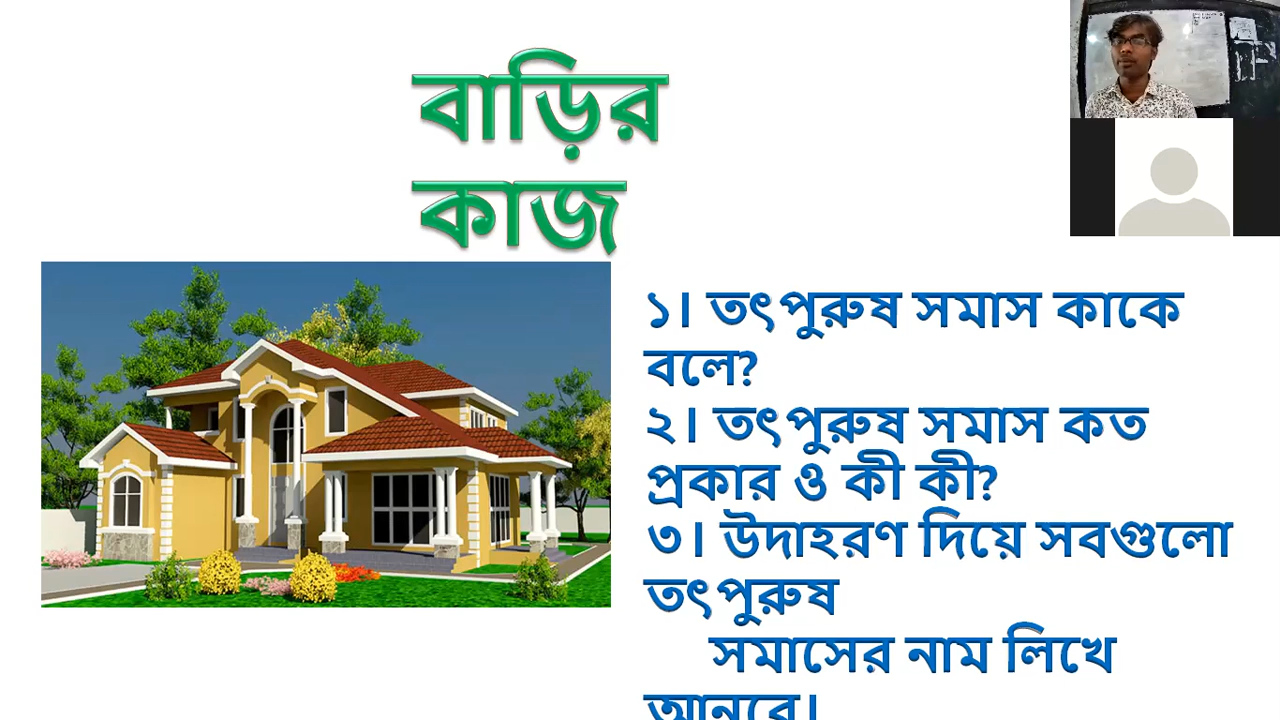 বাড়ির
কাজ
১। তৎপুরুষ সমাস কাকে
বলে?
২। তৎপুরুষ সমাস কত
প্রকার ও কী কী?
৩। উদাহরণ দিয়ে সবগুলো
তৎপুরুষ
সমাসের নাম লিখে
আনবে।